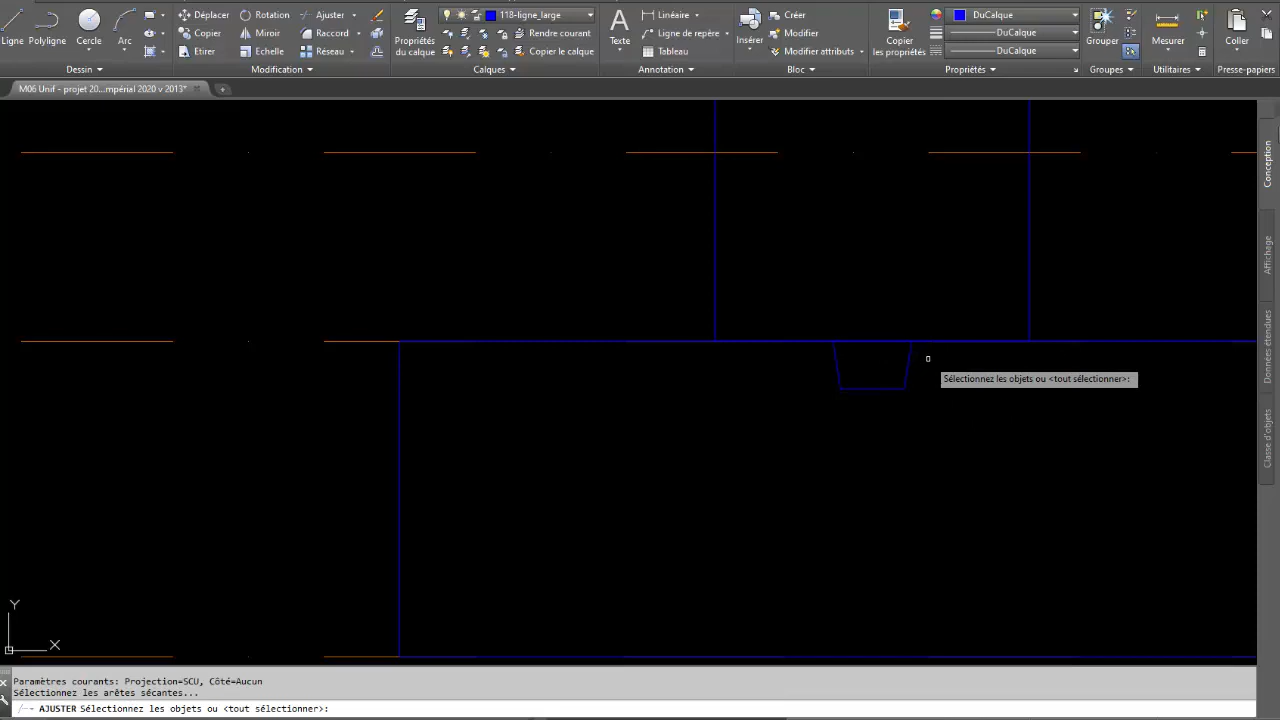 Déplacer Rotation Ajuster
118-ligne_large
Linéaire
Créer
DuCalque
Ligne Polyligne Cercle Arc
Copier Miroir Raccord
Propriétés du calque
Rendre courant
Texte
Ligne de repère
Insérer
Modifier
Copier les propriétés
DuCalque
Grouper
Mesurer
Coller
Etirer Echelle Réseau
Copier le calque
Tableau
Modifier attributs
DuCalque
Dessin Modification Calques Annotation Bloc Propriétés Groupes Utilitaires Presse-papiers
M06 Unif - projet 20...mpérial 2020 v 2013*
Conception
Affichage
Données étendues
Classe d'objets
Sélectionnez les objets ou <tout sélectionner>:
Y
X
Paramètres courants: Projection=SCU, Côté=Aucun
Sélectionnez les arêtes sécantes...
AJUSTER Sélectionnez les objets ou <tout sélectionner>: